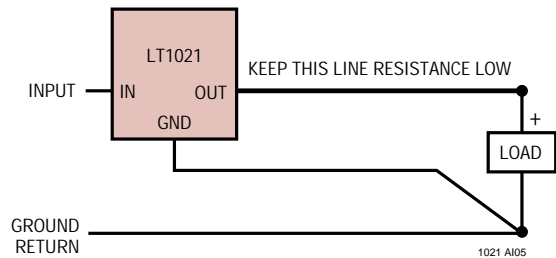 LT1021
KEEP THIS LINE RESISTANCE LOW
INPUT
IN
OUT
GND
+
LOAD
GROUND
RETURN
1021 AI05